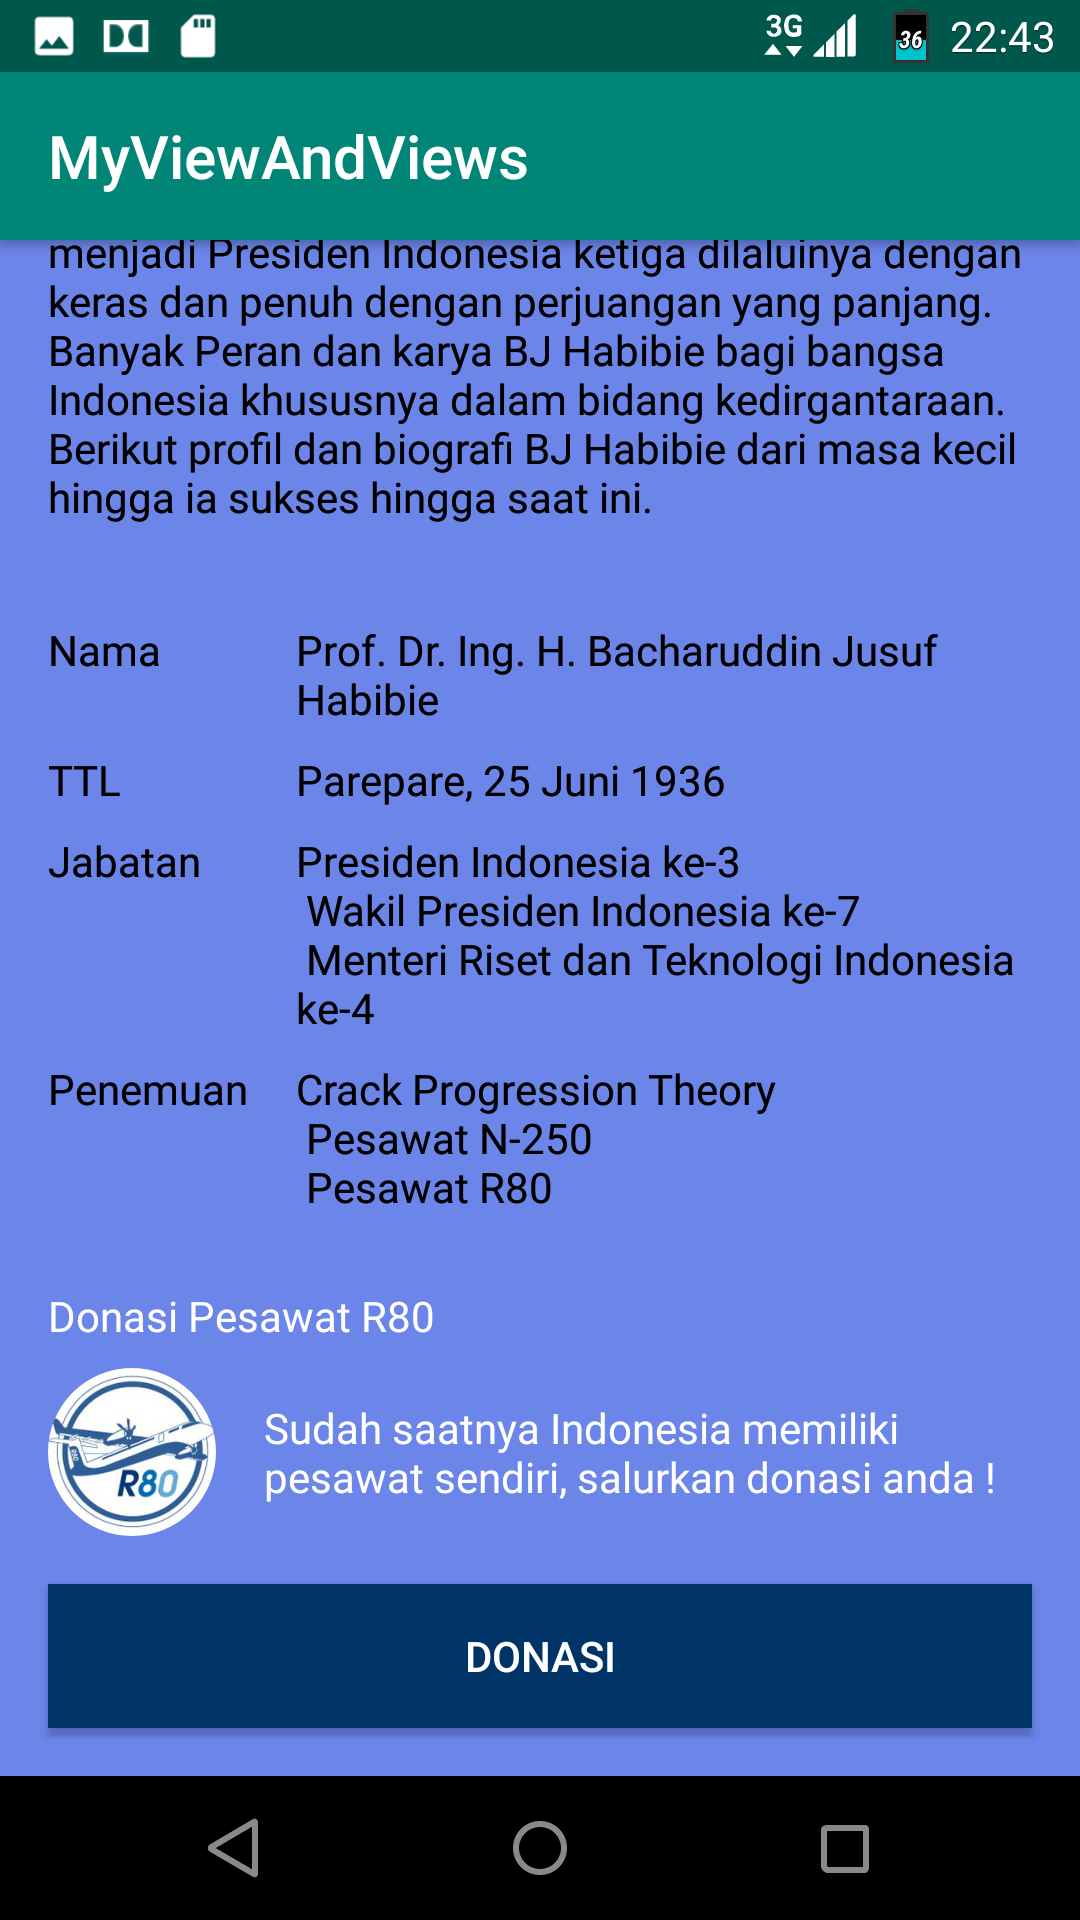 3G
36
22:43
MyViewAndViews
menjadi Presiden Indonesia ketiga dilaluinya dengan
keras dan penuh dengan perjuangan yang panjang.
Banyak Peran dan karya BJ Habibie bagi bangsa
Indonesia khususnya dalam bidang kedirgantaraan.
Berikut profil dan biografi BJ Habibie dari masa kecil
hingga ia sukses hingga saat ini.
Nama Prof. Dr. Ing. H. Bacharuddin Jusuf
Habibie
TTL Parepare, 25 Juni 1936
Jabatan Presiden Indonesia ke-3
Wakil Presiden Indonesia ke-7
Menteri Riset dan Teknologi Indonesia
ke-4
Penemuan Crack Progression Theory
Pesawat N-250
Pesawat R80
Donasi Pesawat R80
R80
Sudah saatnya Indonesia memiliki
pesawat sendiri, salurkan donasi anda !
DONASI